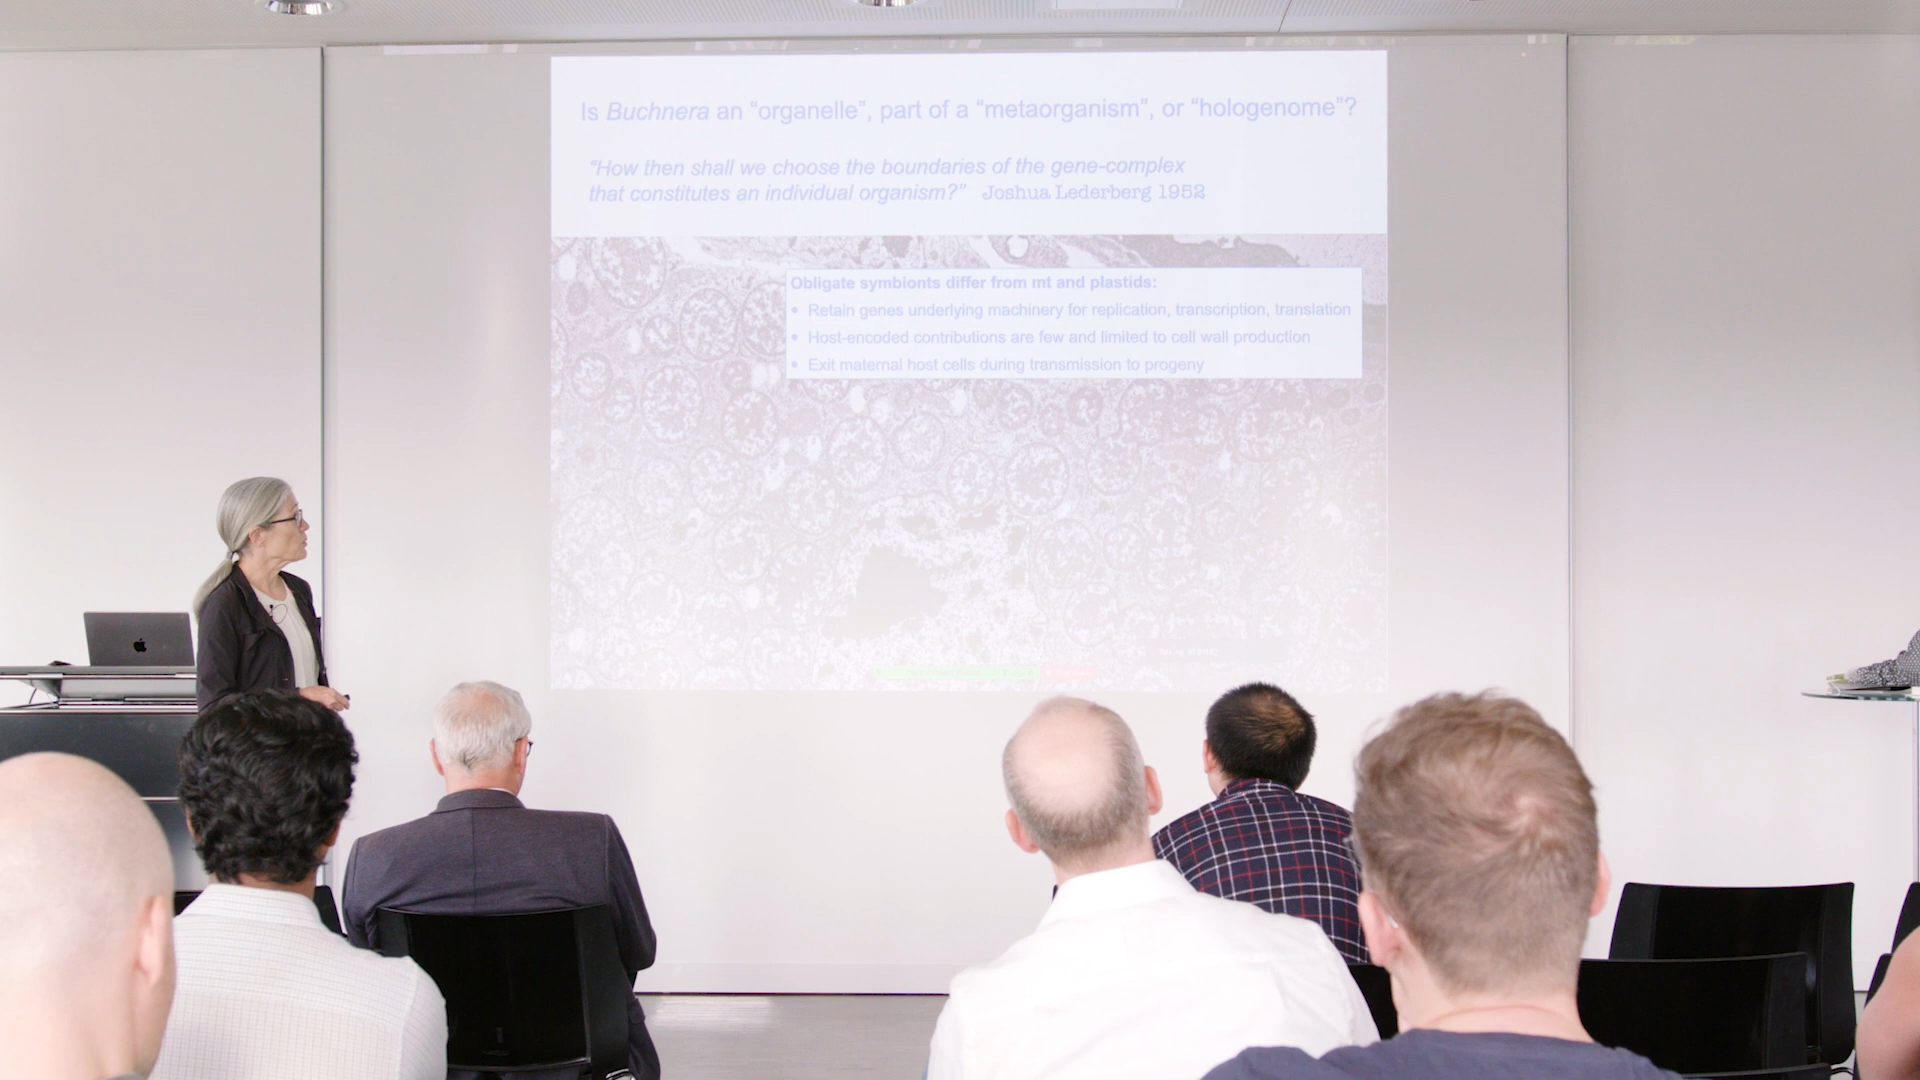 Is Buchnera an “organelle”, part of a “metaorganism”, or “hologenome”?
“How then shall we choose the boundaries of the gene-complex
that constitutes an individual organism?” Joshua Lederberg 1952
Obligate symbionts differ from mt and plastids:
• Retain genes underlying machinery for replication, transcription, translation
• Host-encoded contributions are few and limited to cell wall production
• Exit maternal host cells during transmission to progeny